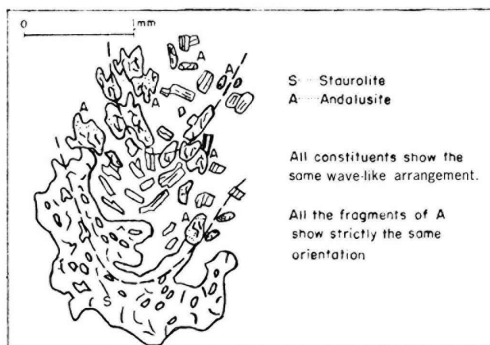 0 1mm
A
A
A
A
S Staurolite
A
A Andalusite
All constituents show the
same wave-like arrangement.
A
A
All the fragments of A
show strictly the same
orientation
S